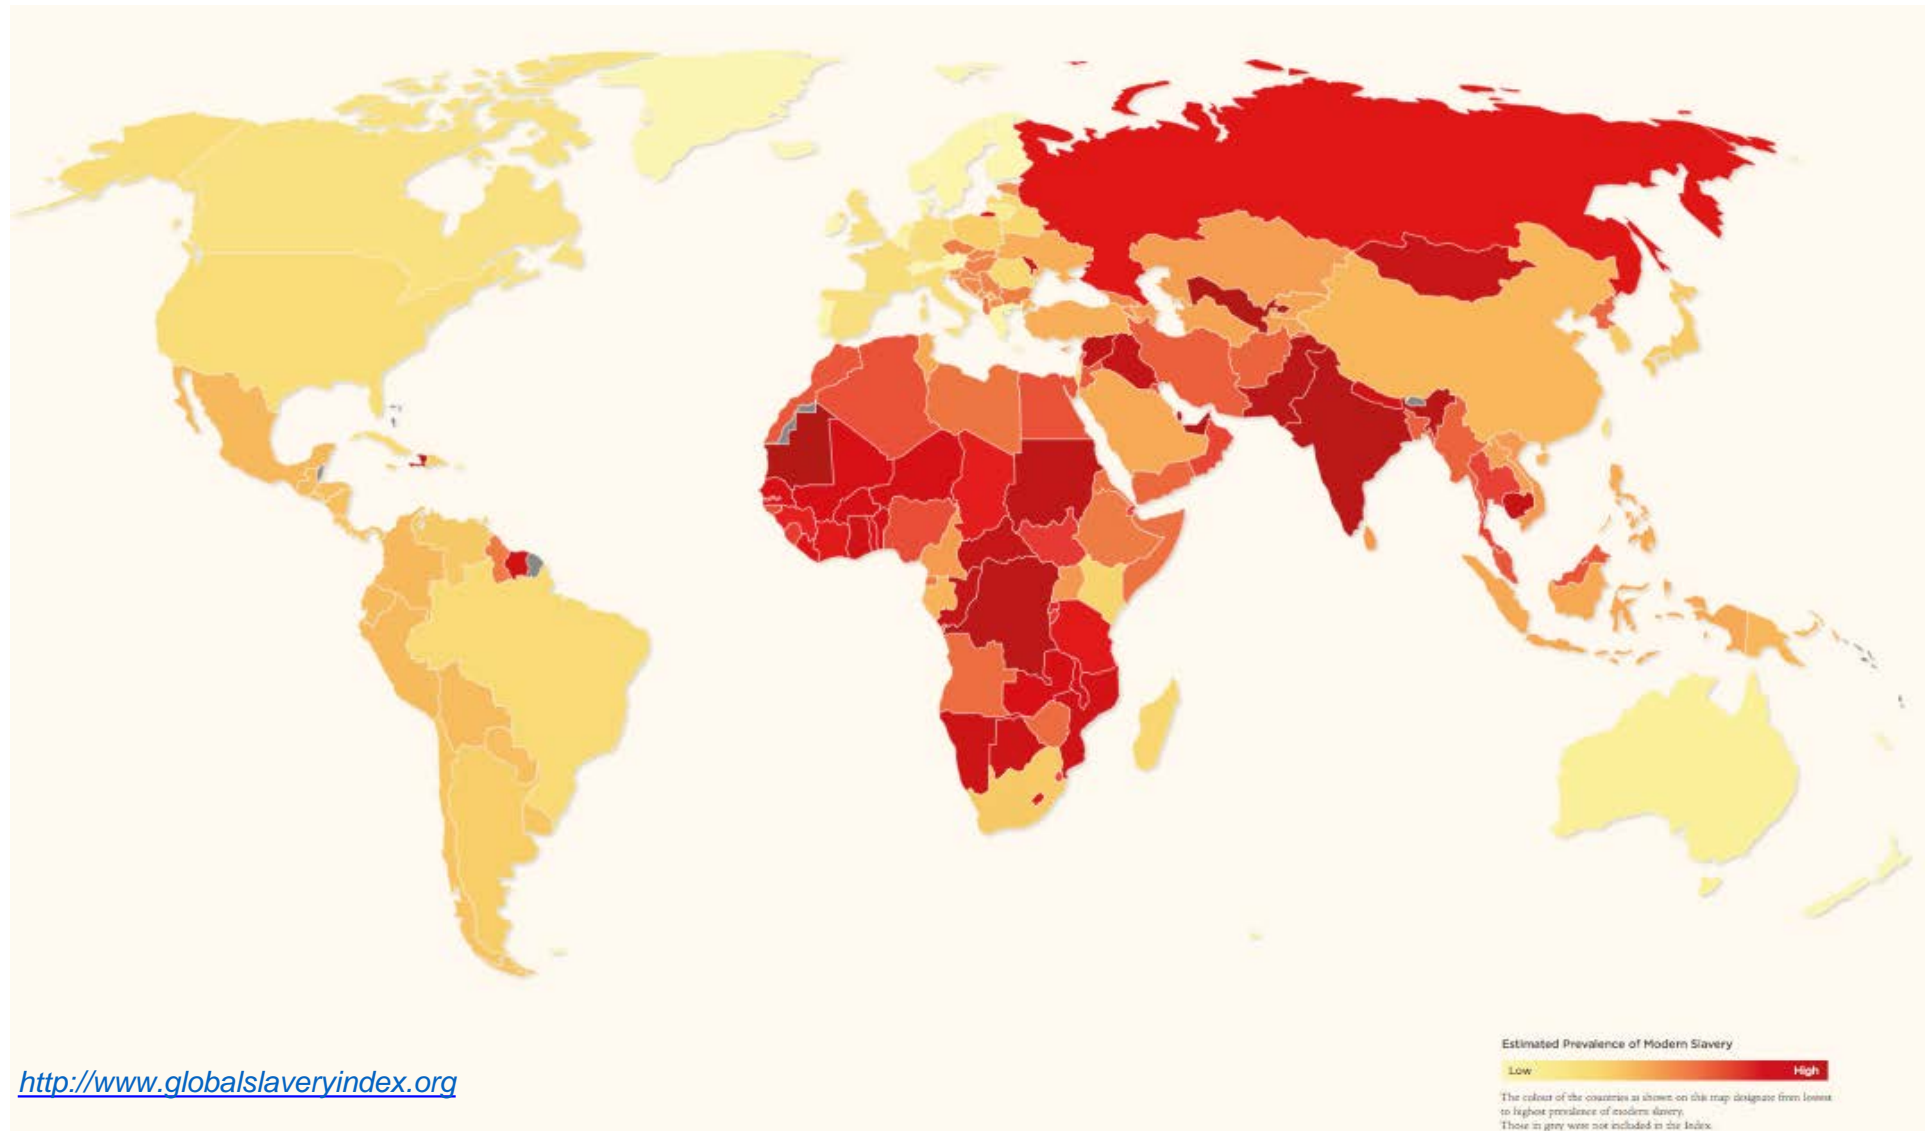 http://www.globalslaveryindex.org
Estimated Prevalence of Modern Slavery
Low
High
The colour of the countries as shown on this map designate from lowest
to highest prevalence of modern slavery.
Those in grey were not included in the Index.